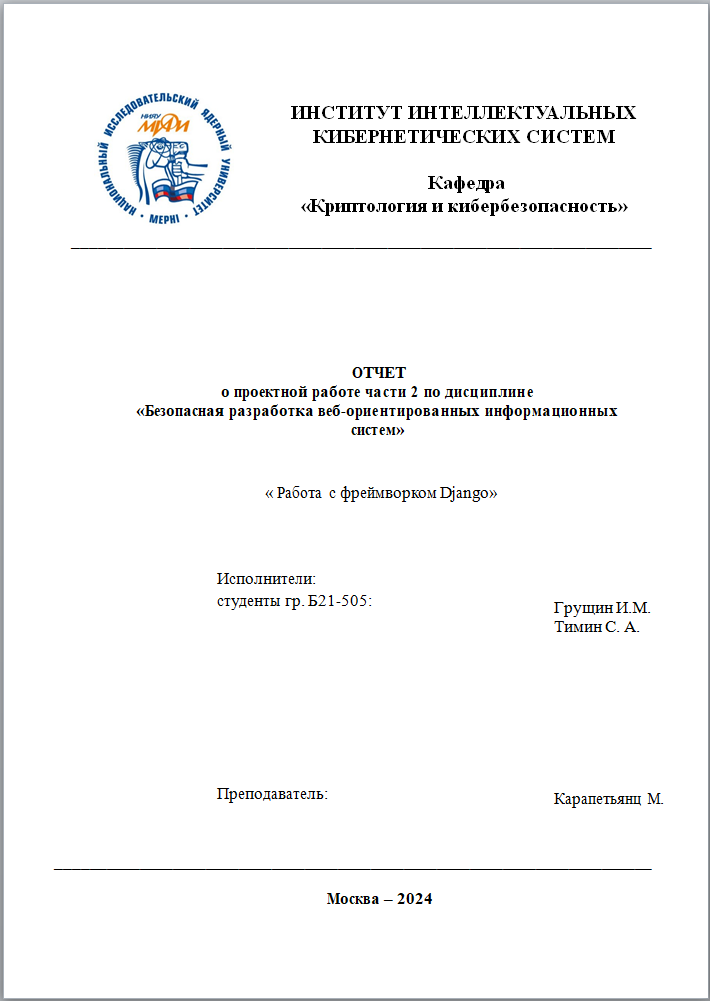 НАЦИОНАЛЬНЫЙ ИССЛЕДОВАТЕЛЬСКИЙ ЯДЕРНЫЙ УНИВЕРСИТЕТ
НИЯУ
МИФИ
• MEPHI •
ИНСТИТУТ ИНТЕЛЛЕКТУАЛЬНЫХ
КИБЕРНЕТИЧЕСКИХ СИСТЕМ
Кафедра
«Криптология и кибербезопасность»
ОТЧЕТ
о проектной работе части 2 по дисциплине
«Безопасная разработка веб-ориентированных информационных
систем»
« Работа с фреймворком Django»
Исполнители:
студенты гр. Б21-505:
Грущин И.М.
Тимин С. А.
Преподаватель:
Карапетьянц М.
Москва – 2024